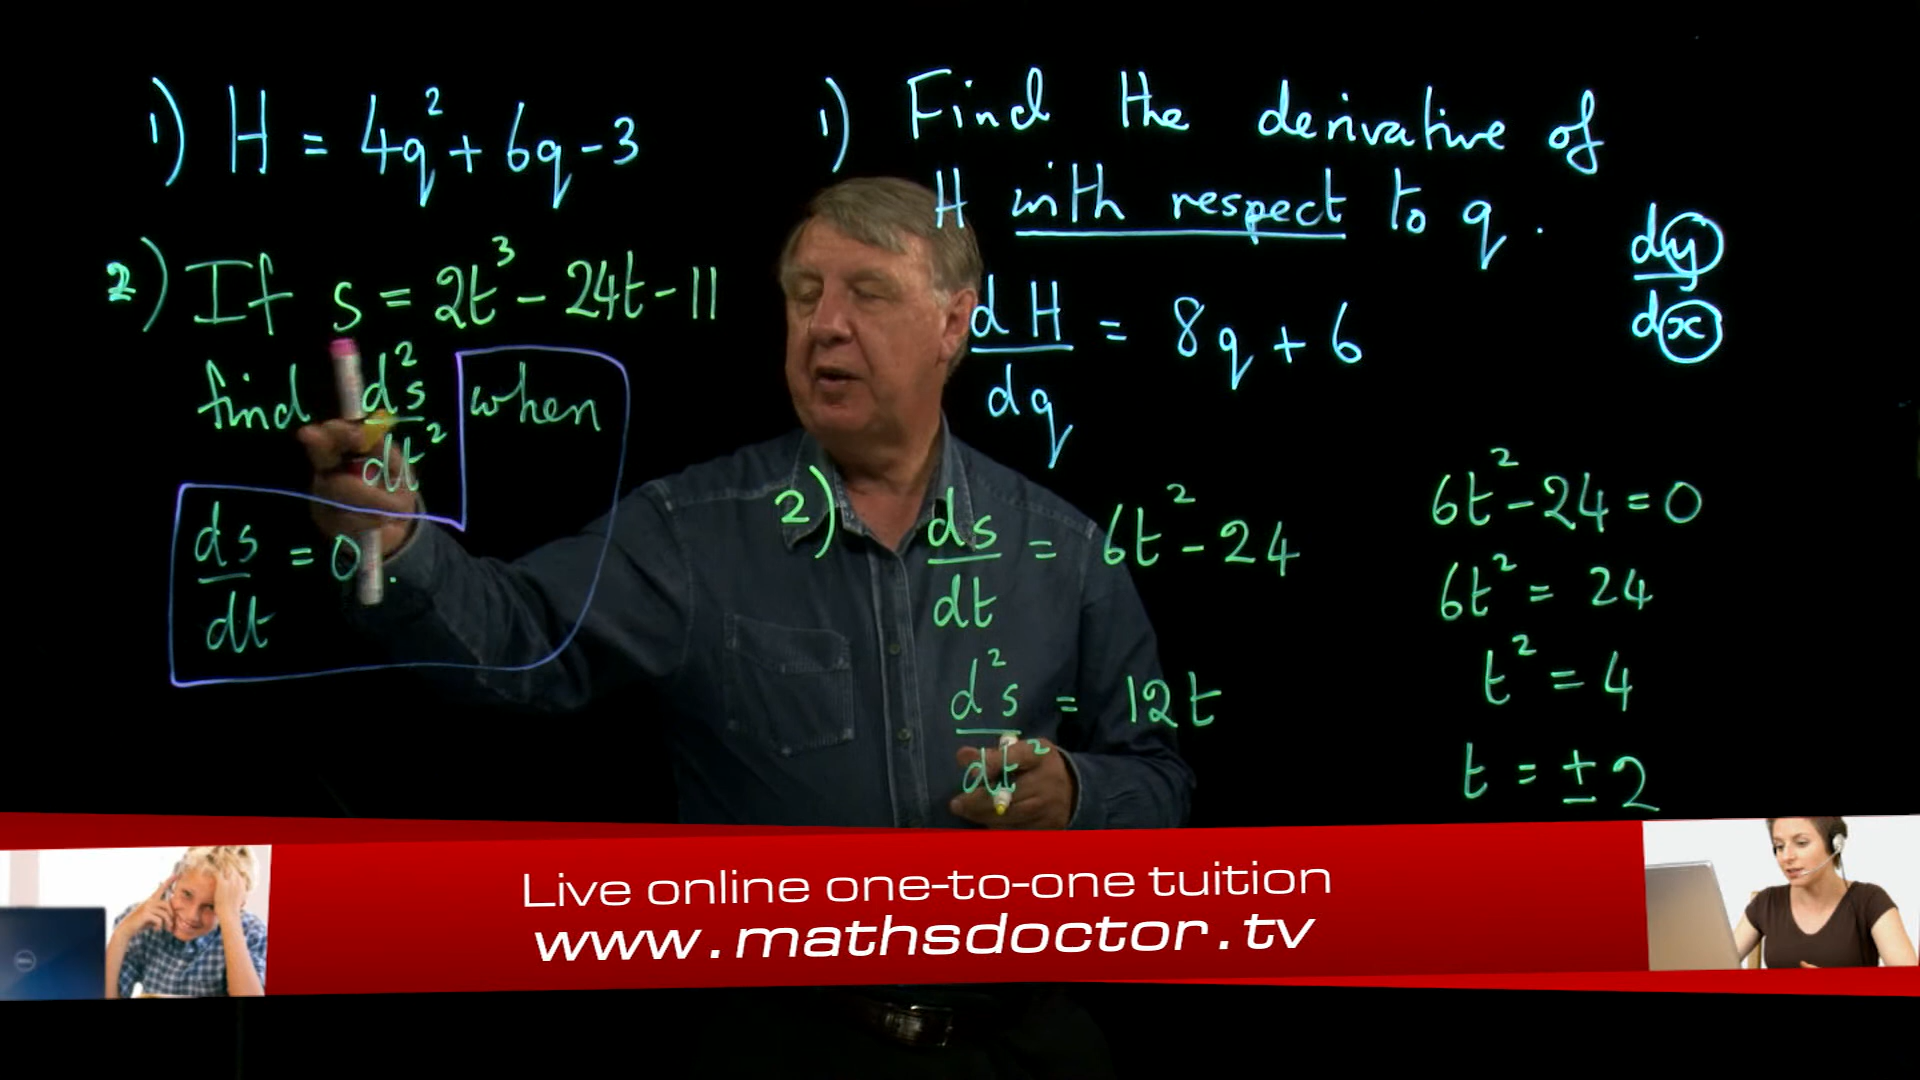 1) H = 4q² + 6q - 3
2) If s = 2t³ - 24t - 11
find d²s/dt² when
ds/dt = 0.
1) Find the derivative of
H with respect to q.
dy/dx
dH/dq = 8q + 6
2) ds/dt = 6t² - 24
d²s/dt² = 12t
6t² - 24 = 0
6t² = 24
t² = 4
t = ± 2
Live online one-to-one tuition
www.mathsdoctor.tv